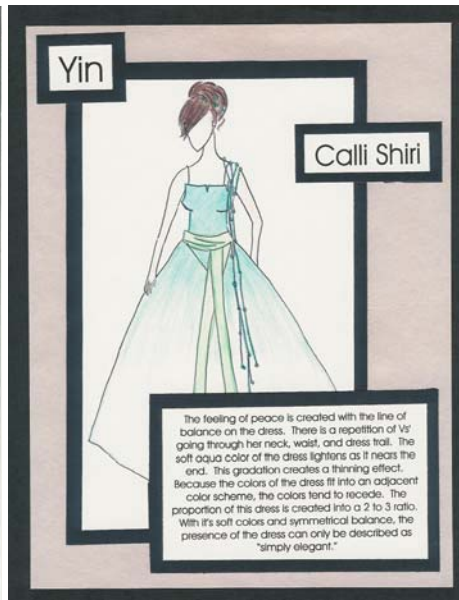 Yin
Calli Shiri
The feeling of peace is created with the line of
balance on the dress. There is a repetition of Vs'
going through her neck, waist, and dress trail. The
soft aqua color of the dress lightens as it nears the
end. This gradation creates a thinning effect.
Because the colors of the dress fit into an adjacent
color scheme, the colors tend to recede. The
proportion of this dress is created into a 2 to 3 ratio.
With it's soft colors and symmetrical balance, the
presence of the dress can only be described as
"simply elegant."